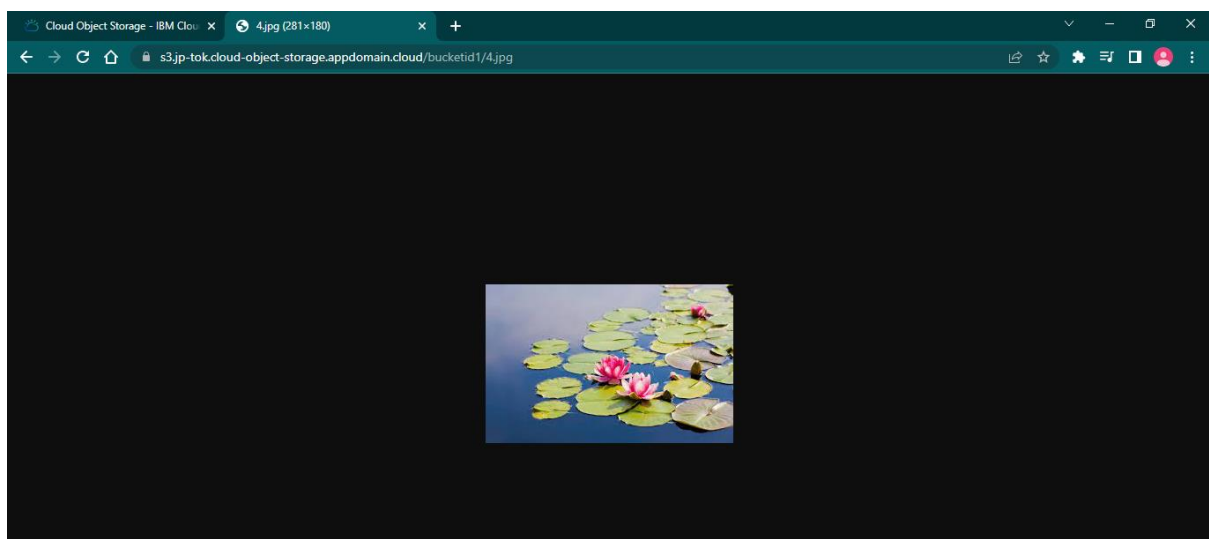 Cloud Object Storage - IBM Clou
4.jpg (281×180)
s3.jp-tok.cloud-object-storage.appdomain.cloud/bucketid1/4.jpg